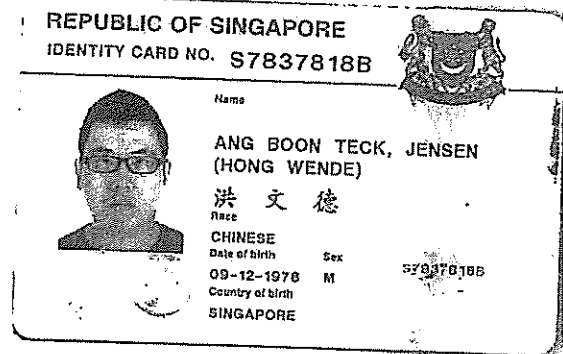 REPUBLIC OF SINGAPORE
IDENTITY CARD NO. S7837818B
Name
ANG BOON TECK, JENSEN
(HONG WENDE)
洪 文 德
Race
CHINESE
Date of birth Sex
09-12-1978 M S7837818B
Country of birth
SINGAPORE